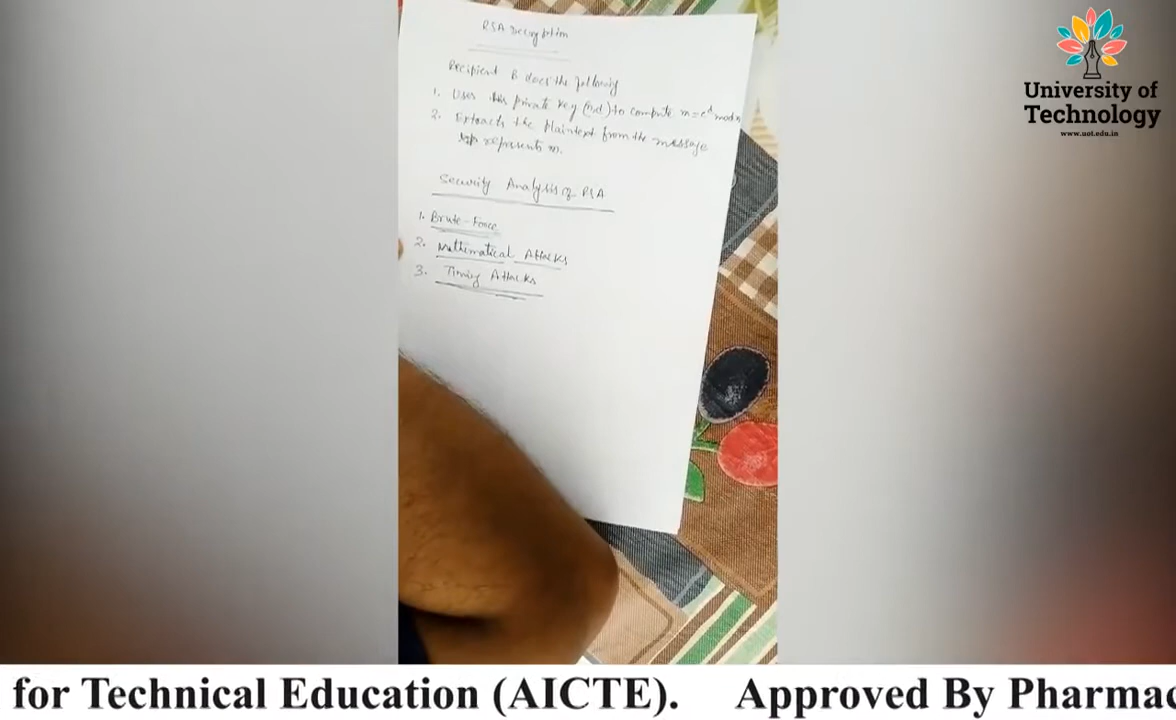 RSA Decryption
Recipient B does the following
1. Uses his private key (n,d) to compute m = c^d mod n
2. Extracts the plaintext from the message
represents m.
Security Analysis of RSA
1. Brute-Force
2. Mathematical Attacks
3. Timing Attacks
University of
Technology
www.uot.edu.in
for Technical Education (AICTE). Approved By Pharmac